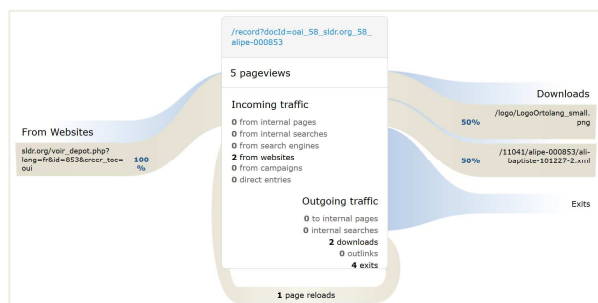 /record?docId=oai_58_sldr.org_58_
alipe-000853
5 pageviews
Incoming traffic
0 from internal pages
0 from internal searches
0 from search engines
2 from websites
0 from campaigns
0 direct entries
Outgoing traffic
0 to internal pages
0 internal searches
2 downloads
0 outlinks
4 exits
1 page reloads
From Websites
sldr.org/voir_depot.php?
lang=fr&id=853&creer_toc=
oui
100
%
Downloads
50%
/logo/LogoOrtolang_small.
png
50%
/11041/alipe-000853/ali-
baptiste-101227-2.xml
Exits